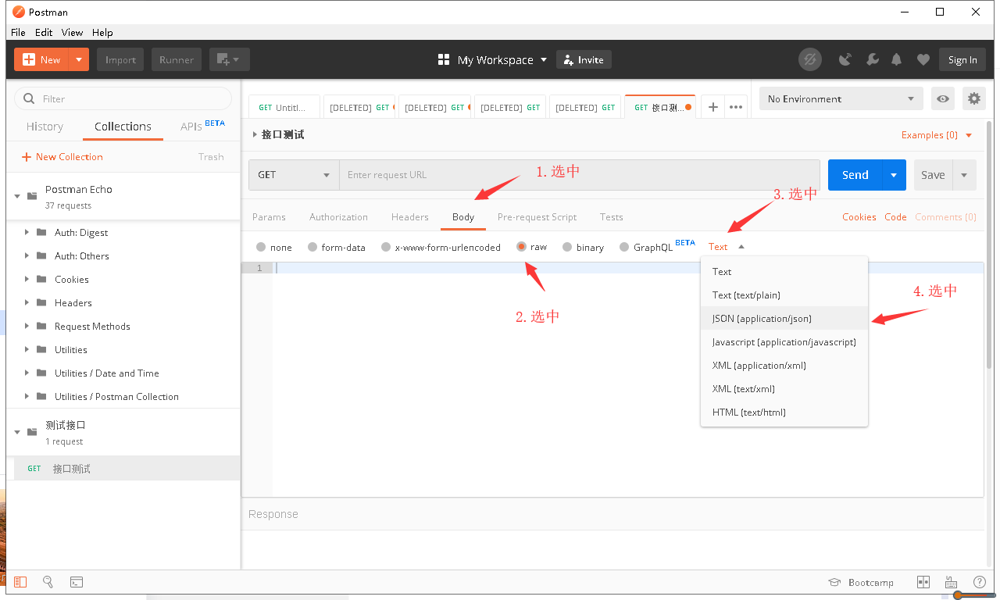 Postman
File Edit View Help
New Import Runner My Workspace Invite Sign In
Filter
History Collections APIs BETA
New Collection Trash
Postman Echo
37 requests
Auth: Digest
Auth: Others
Cookies
Headers
Request Methods
Utilities
Utilities / Date and Time
Utilities / Postman Collection
测试接口
1 request
GET 接口测试
GET Untitl... [DELETED] GET [DELETED] GET [DELETED] GET [DELETED] GET GET 接口测... + •••
No Environment
接口测试 Examples (0)
GET Enter request URL Send Save
1.选中
3.选中
Params Authorization Headers Body Pre-request Script Tests Cookies Code Comments (0)
none form-data x-www-form-urlencoded raw binary GraphQL BETA Text
1
2.选中
Text
Text (text/plain)
JSON (application/json)
Javascript (application/javascript)
XML (application/xml)
XML (text/xml)
HTML (text/html)
4.选中
Response
Bootcamp